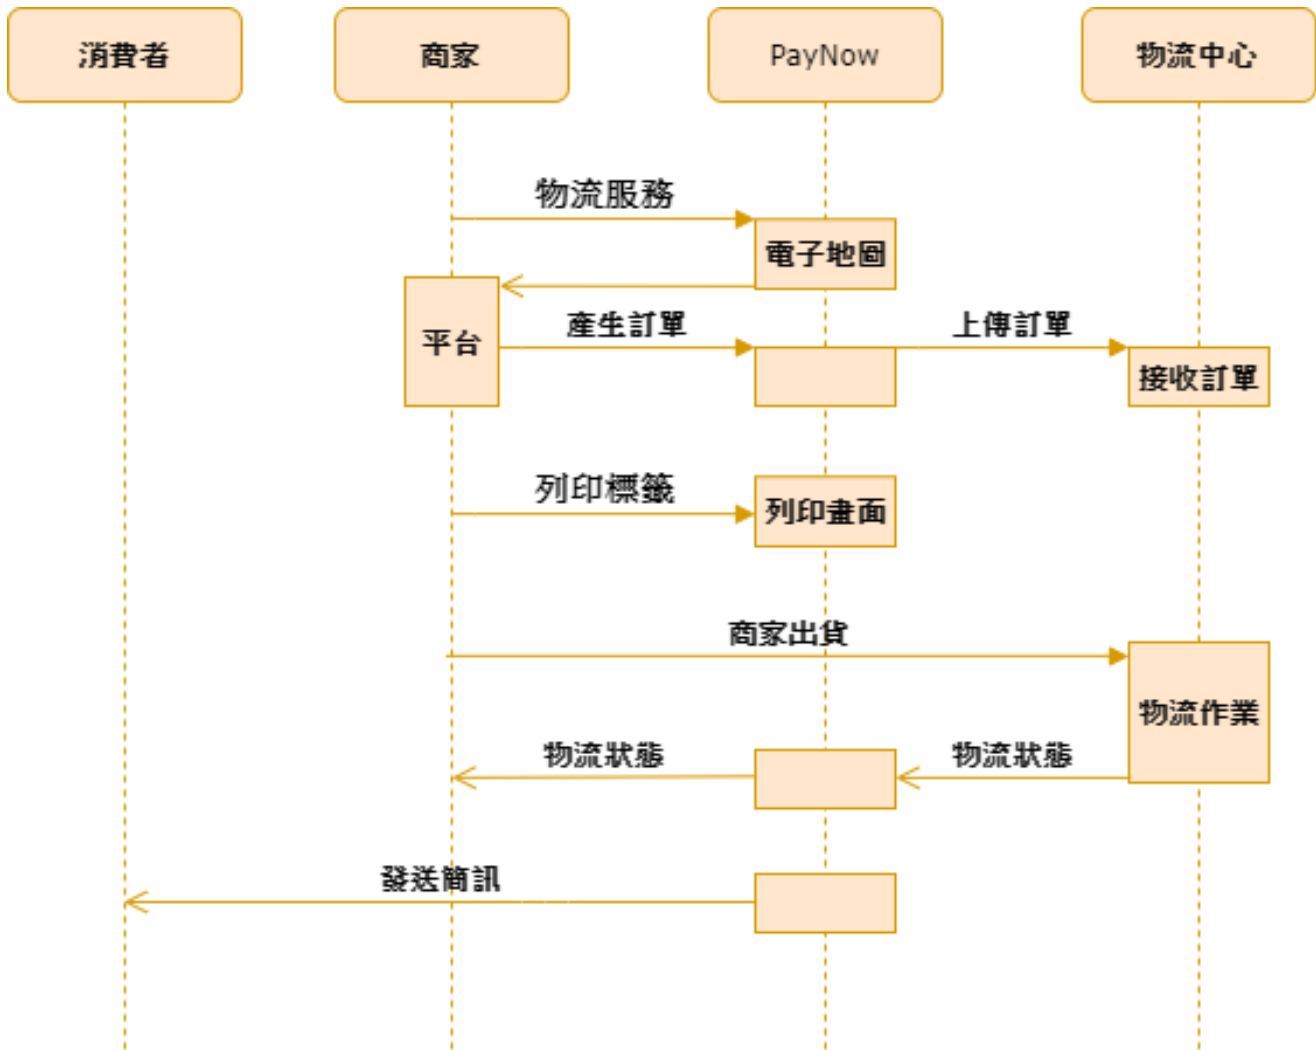 消費者
商家
PayNow
物流中心
物流服務
電子地圖
平台
產生訂單
上傳訂單
接收訂單
列印標籤
列印畫面
商家出貨
物流作業
物流狀態
物流狀態
發送簡訊